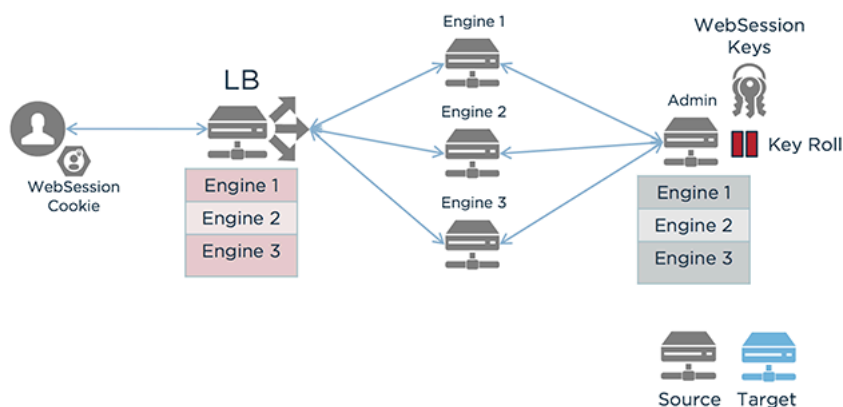 WebSession
Keys
Engine 1
LB
Admin
Engine 2
Key Roll
WebSession
Cookie
Engine 1
Engine 2
Engine 3
Engine 3
Engine 1
Engine 2
Engine 3
Source
Target